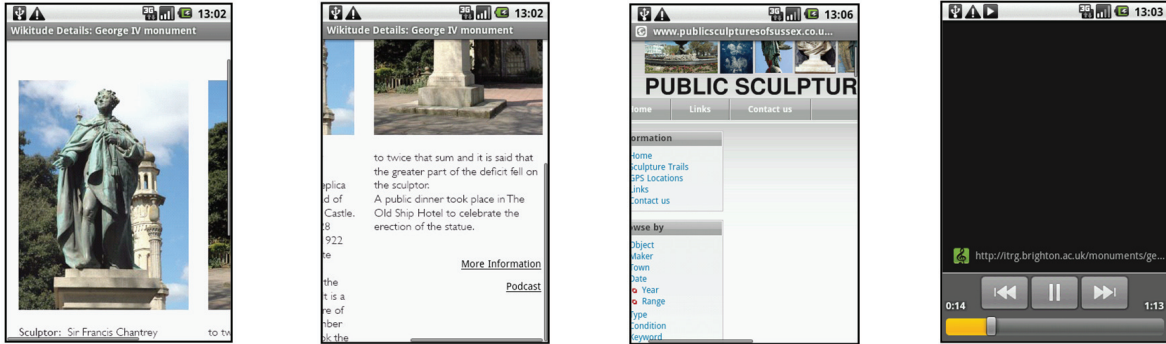 13:02
Wikitude Details: George IV monument
Sculptor: Sir Francis Chantrey
to tw
13:02
Wikitude Details: George IV monument
to twice that sum and it is said that
the greater part of the deficit fell on
the sculptor.
A public dinner took place in The
Old Ship Hotel to celebrate the
erection of the statue.
More Information
Podcast
eplica
d of
Castle.
28
922
te
the
t is a
re of
mber
ok the
13:06
www.publicsculpturesofsussex.co.u...
PUBLIC SCULPTUR
ome
Links
Contact us
ormation
Home
Sculpture Trails
GPS Locations
Links
Contact us
owse by
Object
Maker
Town
Date
Year
Range
Type
Condition
Keyword
3G
13:03
http://itrg.brighton.ac.uk/monuments/ge...
0:14
1:13